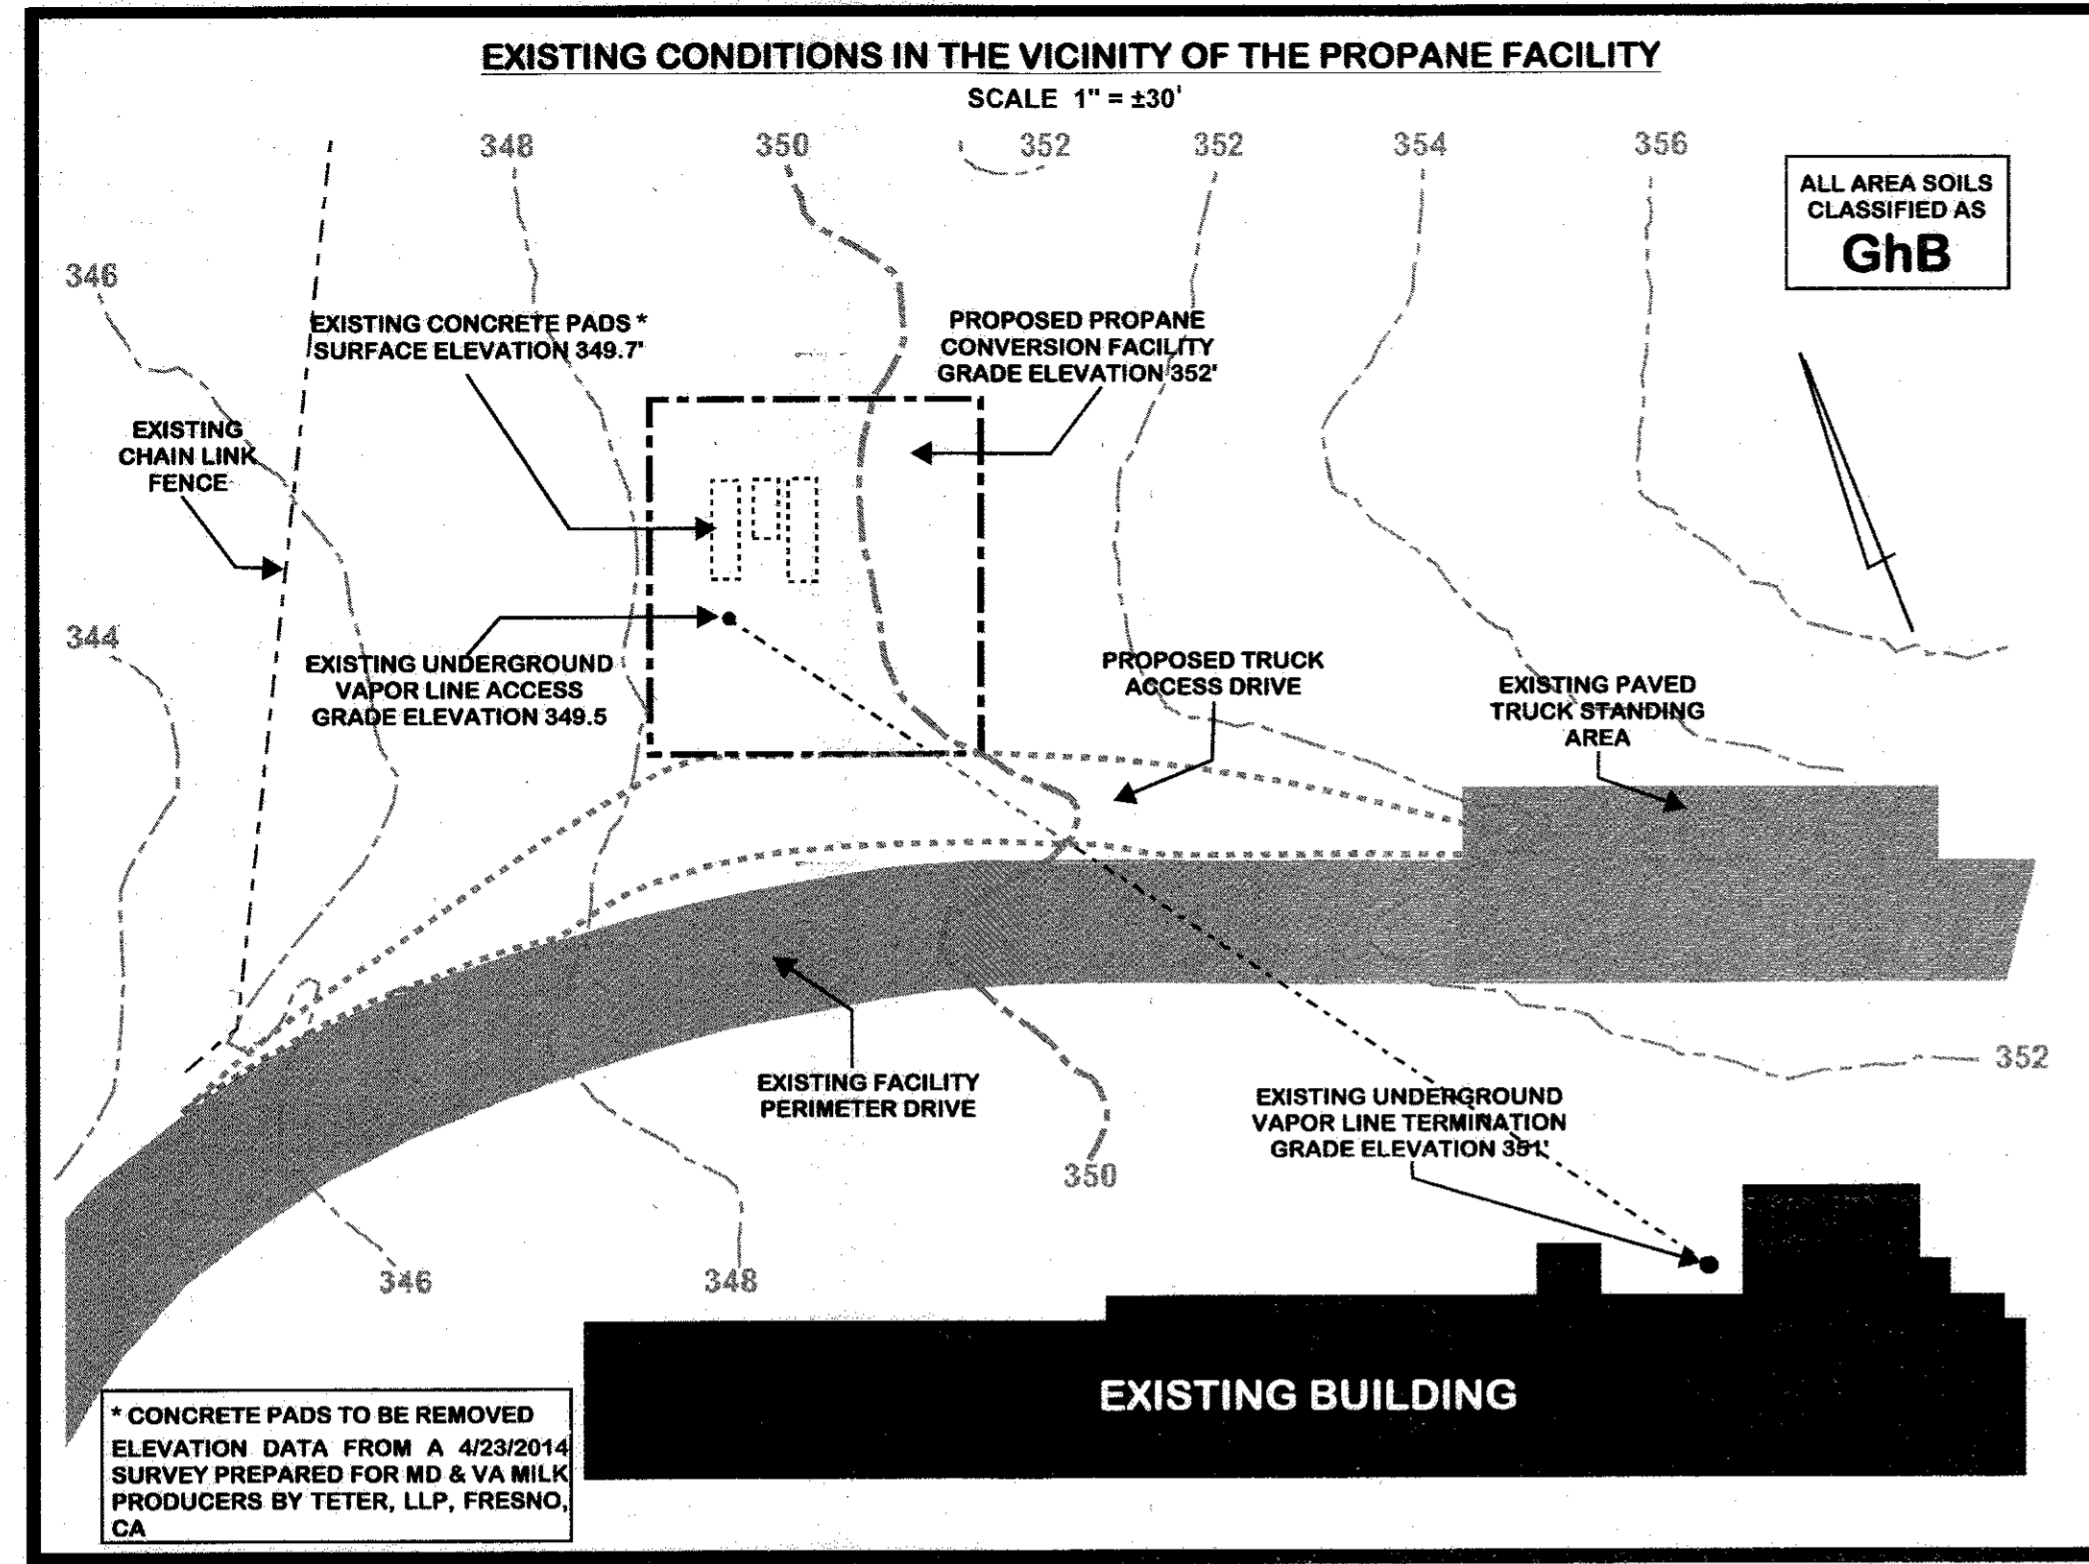 EXISTING CONDITIONS IN THE VICINITY OF THE PROPANE FACILITY
SCALE 1" = ±30'
348
350
352
352
354
356
ALL AREA SOILS
CLASSIFIED AS
GhB
346
EXISTING CONCRETE PADS *
SURFACE ELEVATION 349.7'
PROPOSED PROPANE
CONVERSION FACILITY
GRADE ELEVATION 352'
EXISTING
CHAIN LINK
FENCE
344
EXISTING UNDERGROUND
VAPOR LINE ACCESS
GRADE ELEVATION 349.5
PROPOSED TRUCK
ACCESS DRIVE
EXISTING PAVED
TRUCK STANDING
AREA
352
EXISTING FACILITY
PERIMETER DRIVE
EXISTING UNDERGROUND
VAPOR LINE TERMINATION
GRADE ELEVATION 351'
350
346
348
EXISTING BUILDING
* CONCRETE PADS TO BE REMOVED
ELEVATION DATA FROM A 4/23/2014
SURVEY PREPARED FOR MD & VA MILK
PRODUCERS BY TETER, LLP, FRESNO,
CA